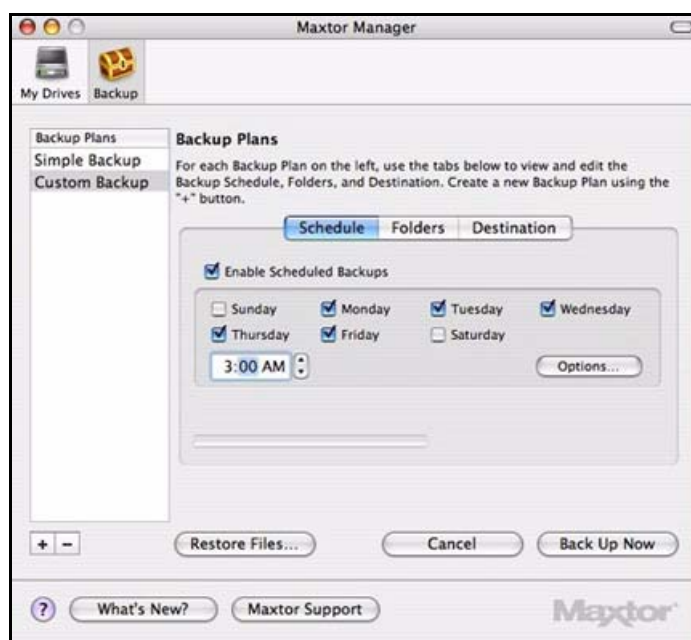 Maxtor Manager
My Drives Backup
Backup Plans
Simple Backup
Custom Backup
Backup Plans
For each Backup Plan on the left, use the tabs below to view and edit the
Backup Schedule, Folders, and Destination. Create a new Backup Plan using the
"+" button.
Schedule Folders Destination
Enable Scheduled Backups
Sunday Monday Tuesday Wednesday
Thursday Friday Saturday
3:00 AM Options...
+ −
Restore Files... Cancel Back Up Now
? What's New? Maxtor Support Maxtor